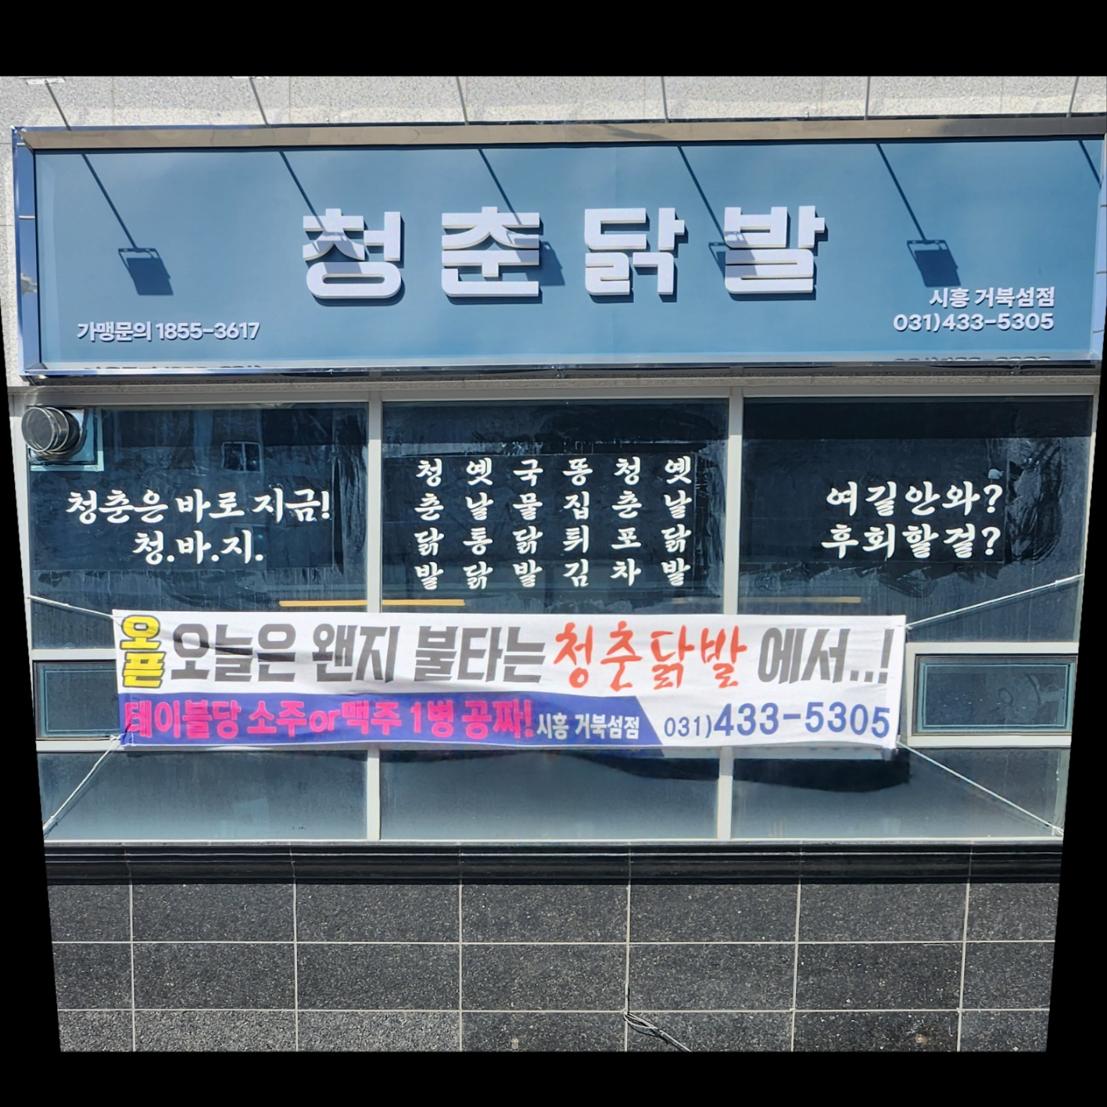 청춘닭발
가맹문의 1855-3617
시흥 거북섬점
031)433-5305
청춘은 바로 지금!
청.바.지.
청춘닭발
옛날통닭
국물닭발
똥집튀김
청춘포차
옛날닭발
여길안와?
후회할걸?
오픈 오늘은 왠지 불타는 청춘닭발에서..!
테이블당 소주or맥주 1병 공짜! 시흥 거북섬점 031)433-5305